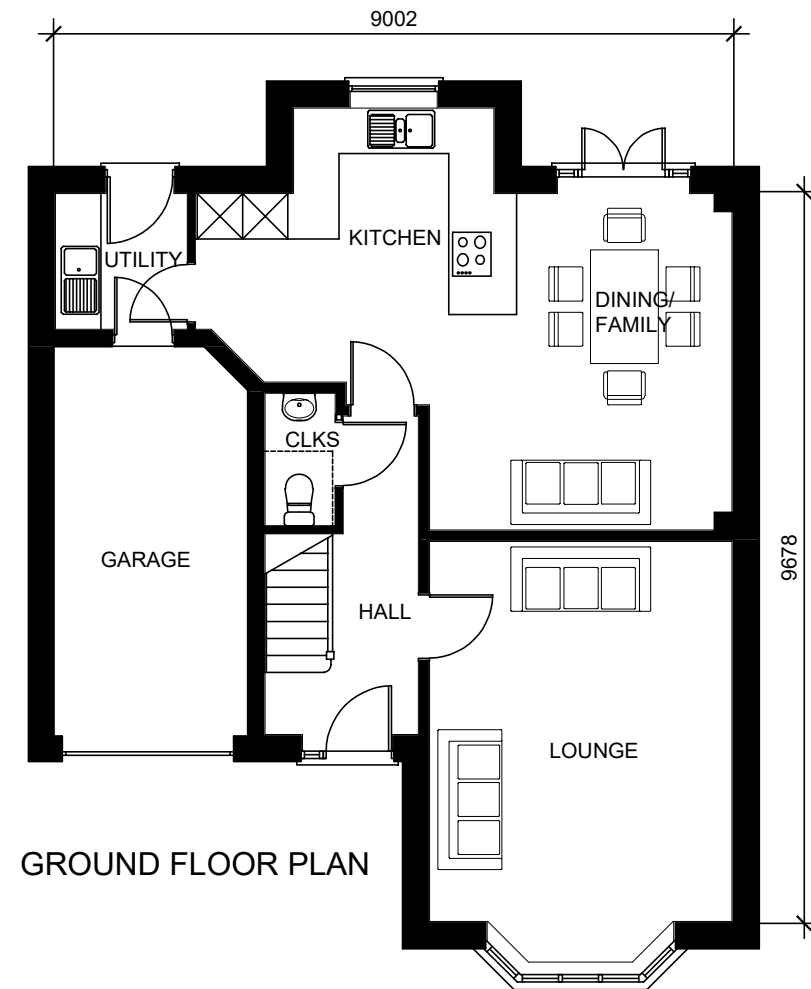 9002
UTILITY
KITCHEN
DINING/
FAMILY
CLKS
GARAGE
HALL
9678
LOUNGE
GROUND FLOOR PLAN